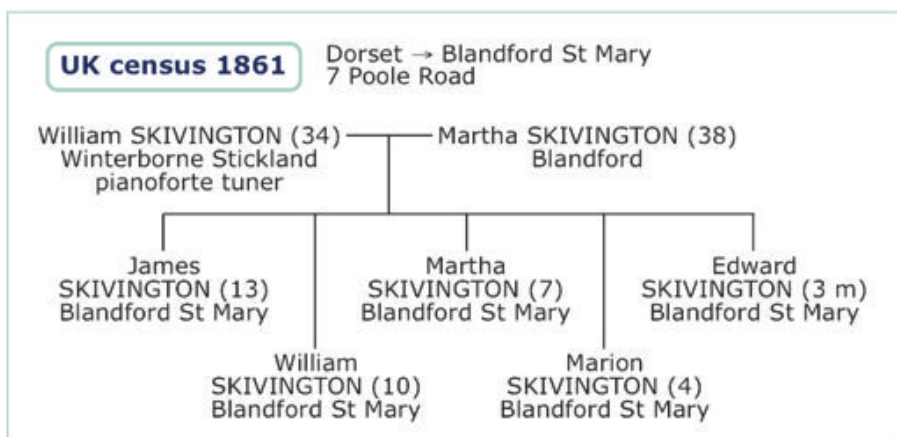 UK census 1861
Dorset → Blandford St Mary
7 Poole Road
William SKIVINGTON (34)
Winterborne Stickland
pianoforte tuner
Martha SKIVINGTON (38)
Blandford
James
SKIVINGTON (13)
Blandford St Mary
William
SKIVINGTON (10)
Blandford St Mary
Martha
SKIVINGTON (7)
Blandford St Mary
Marion
SKIVINGTON (4)
Blandford St Mary
Edward
SKIVINGTON (3 m)
Blandford St Mary